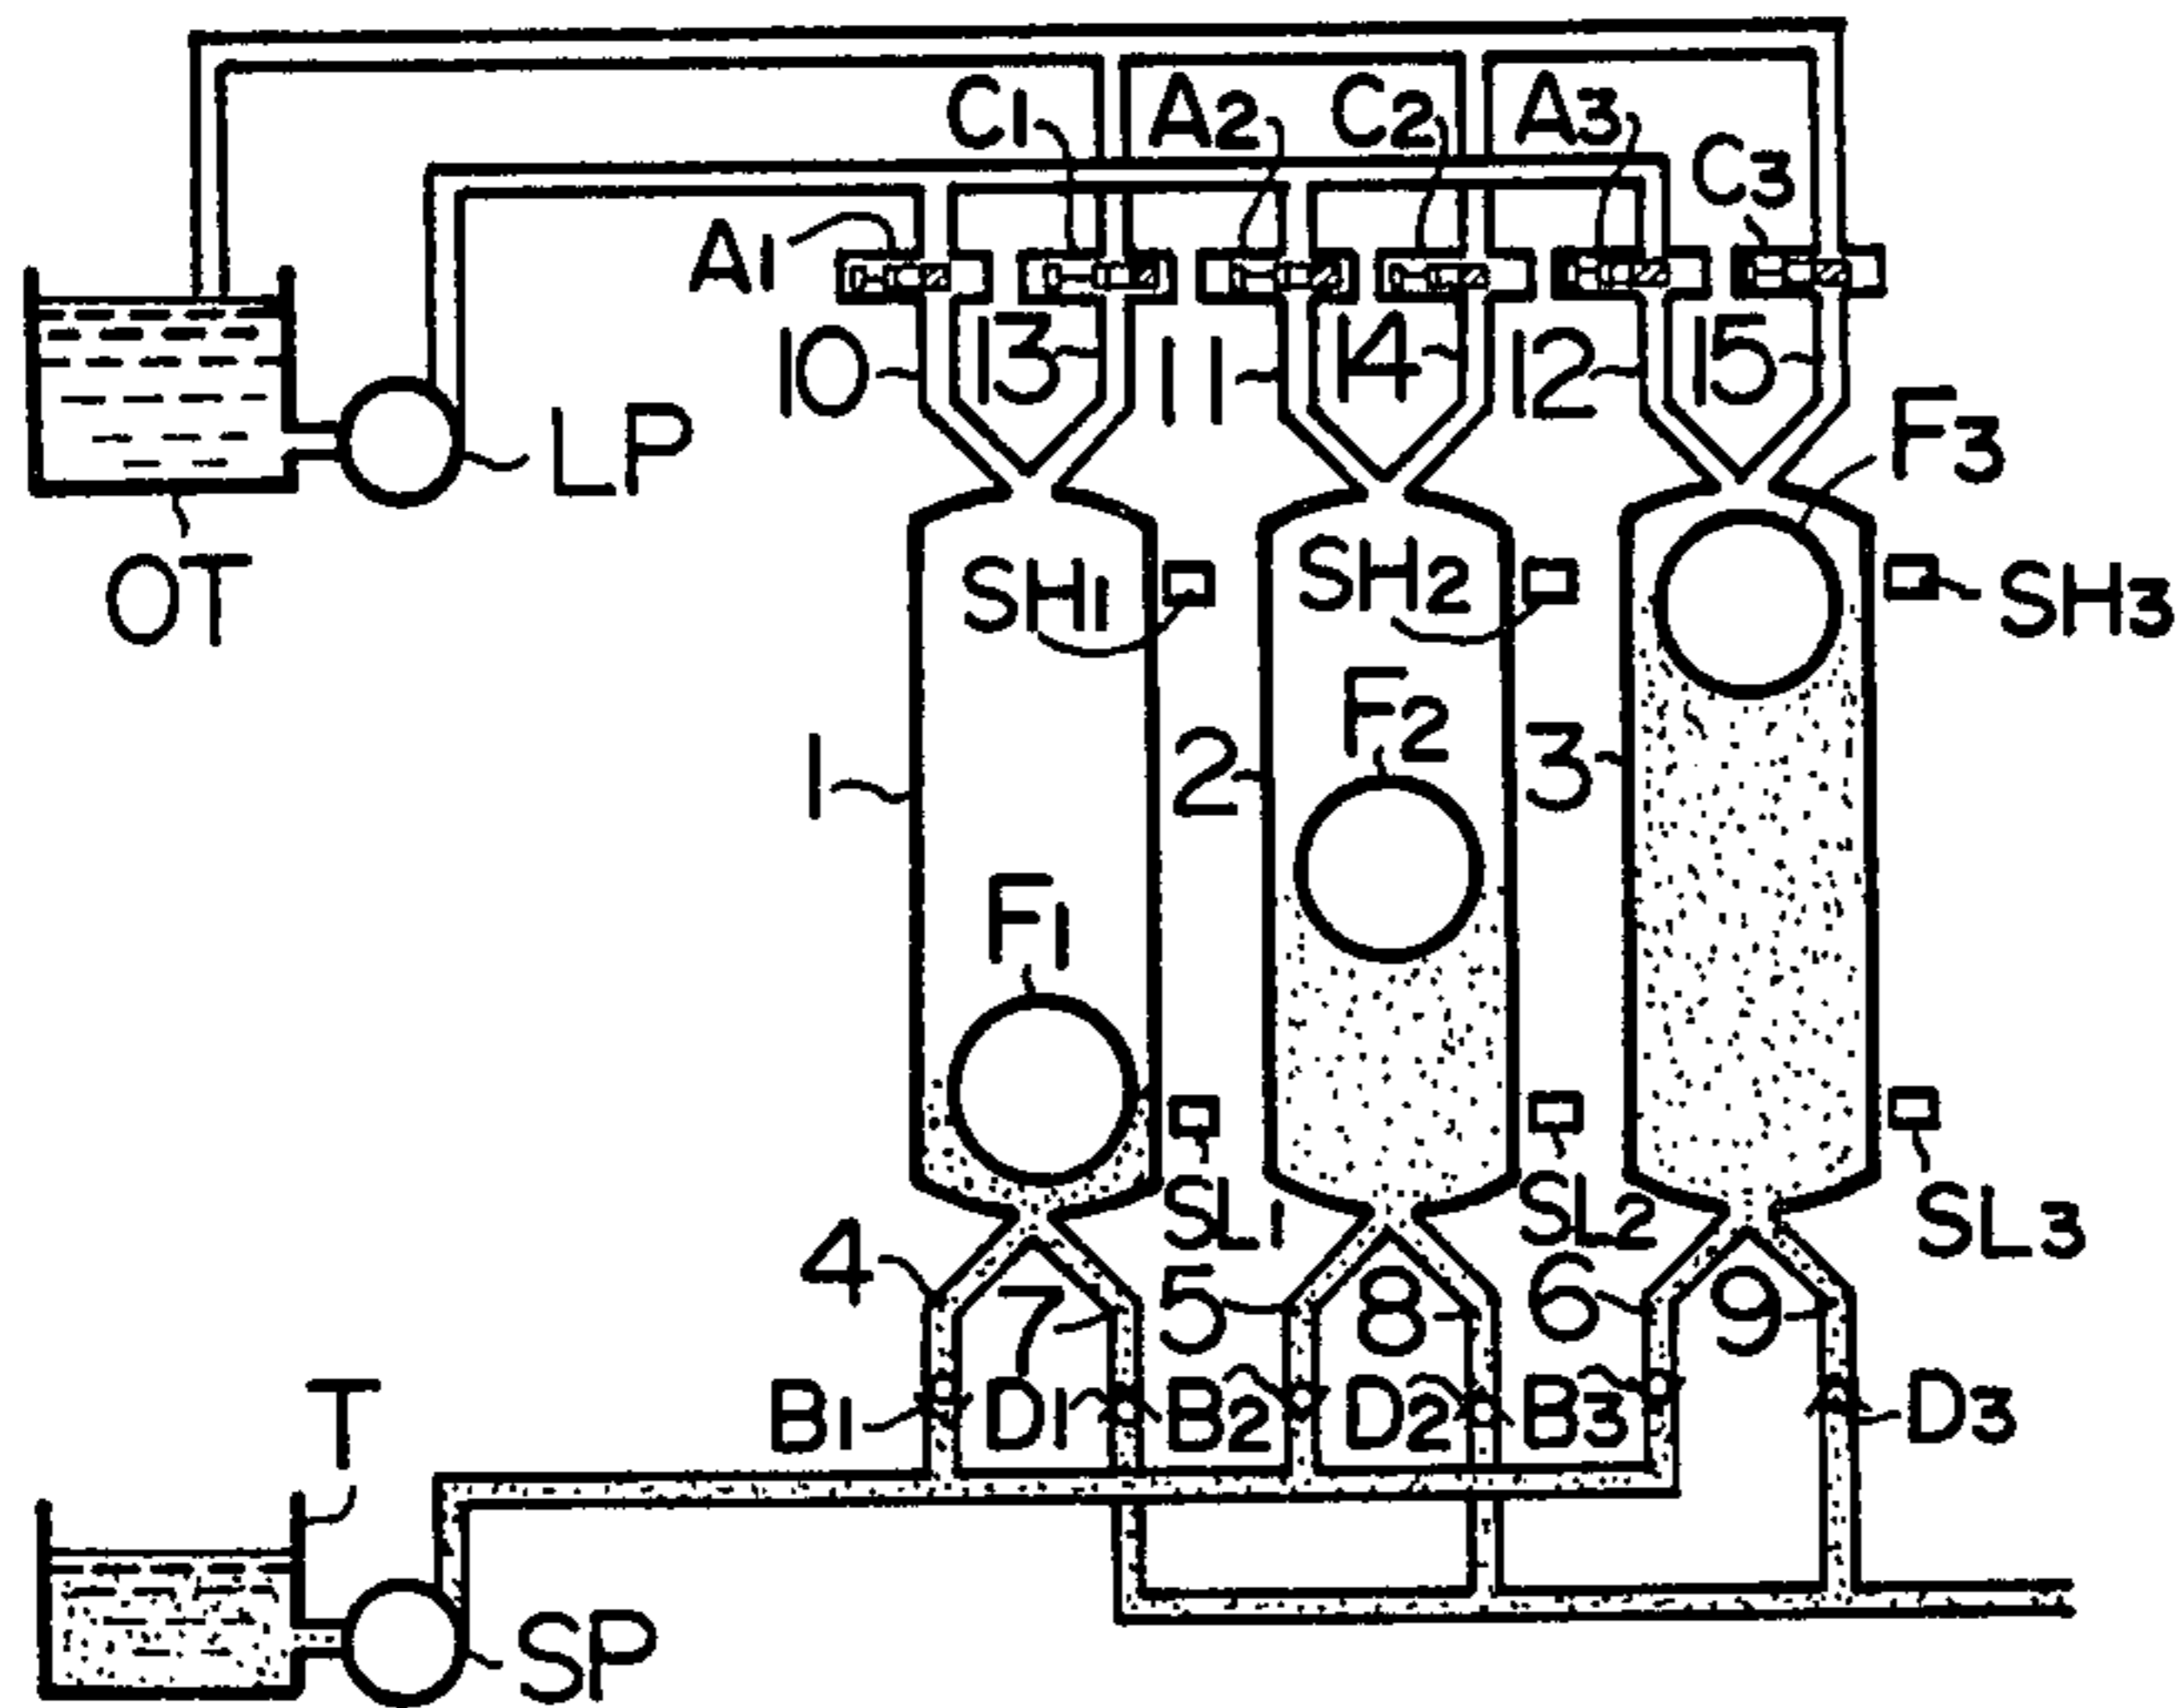 C1 A2 C2 A3 C3
A1
10 13 11 14 12 15
LP F3
OT SH1 SH2 SH3
1 2 F2 3
F1
SL1 SL2 SL3
4 7 5 8 6 9
T B1 D1 B2 D2 B3 D3
SP